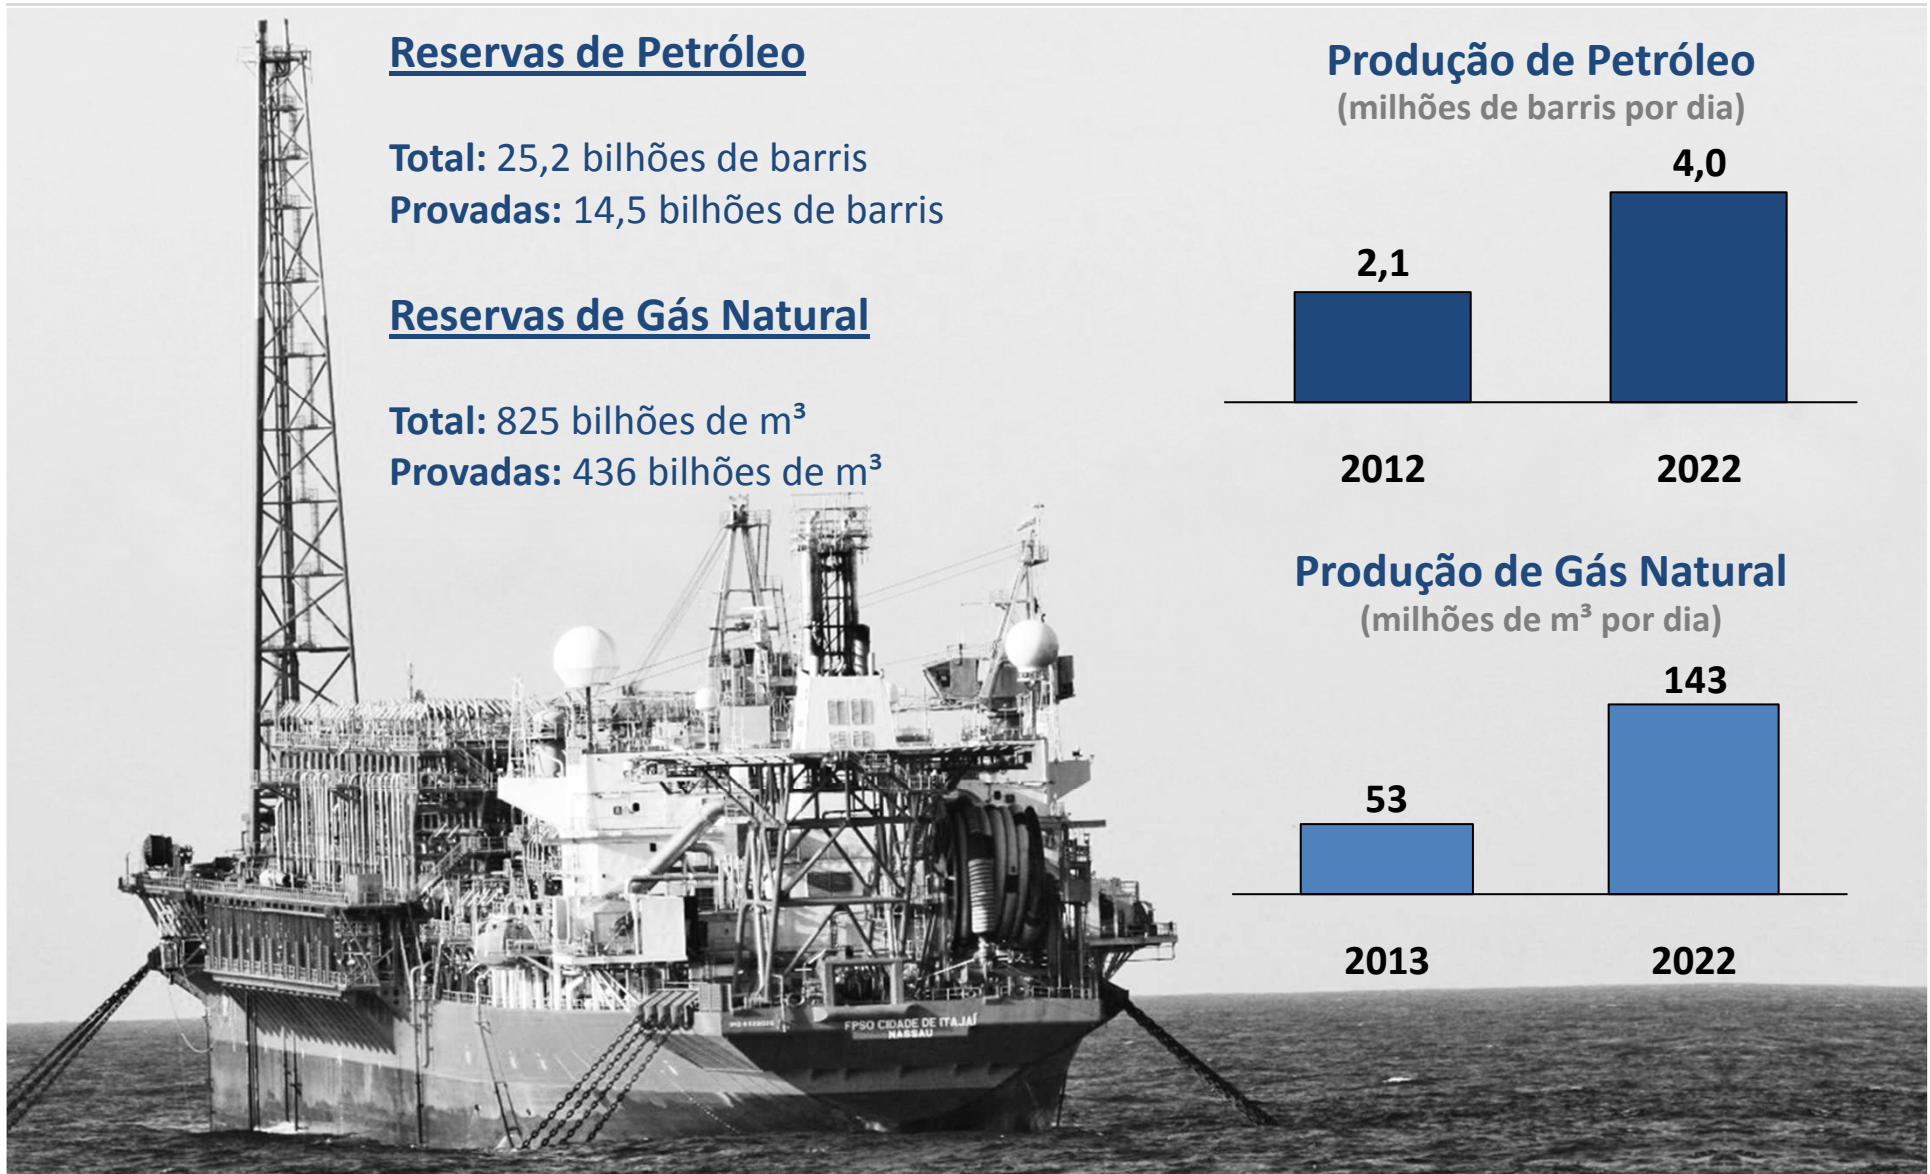 Reservas de Petróleo
Total: 25,2 bilhões de barris
Provadas: 14,5 bilhões de barris
Reservas de Gás Natural
Total: 825 bilhões de m³
Provadas: 436 bilhões de m³
Produção de Petróleo
(milhões de barris por dia)
4,0
2,1
2012 2022
Produção de Gás Natural
(milhões de m³ por dia)
143
53
2013 2022
FPSO CIDADE DE ITAJAÍ
NASSAU